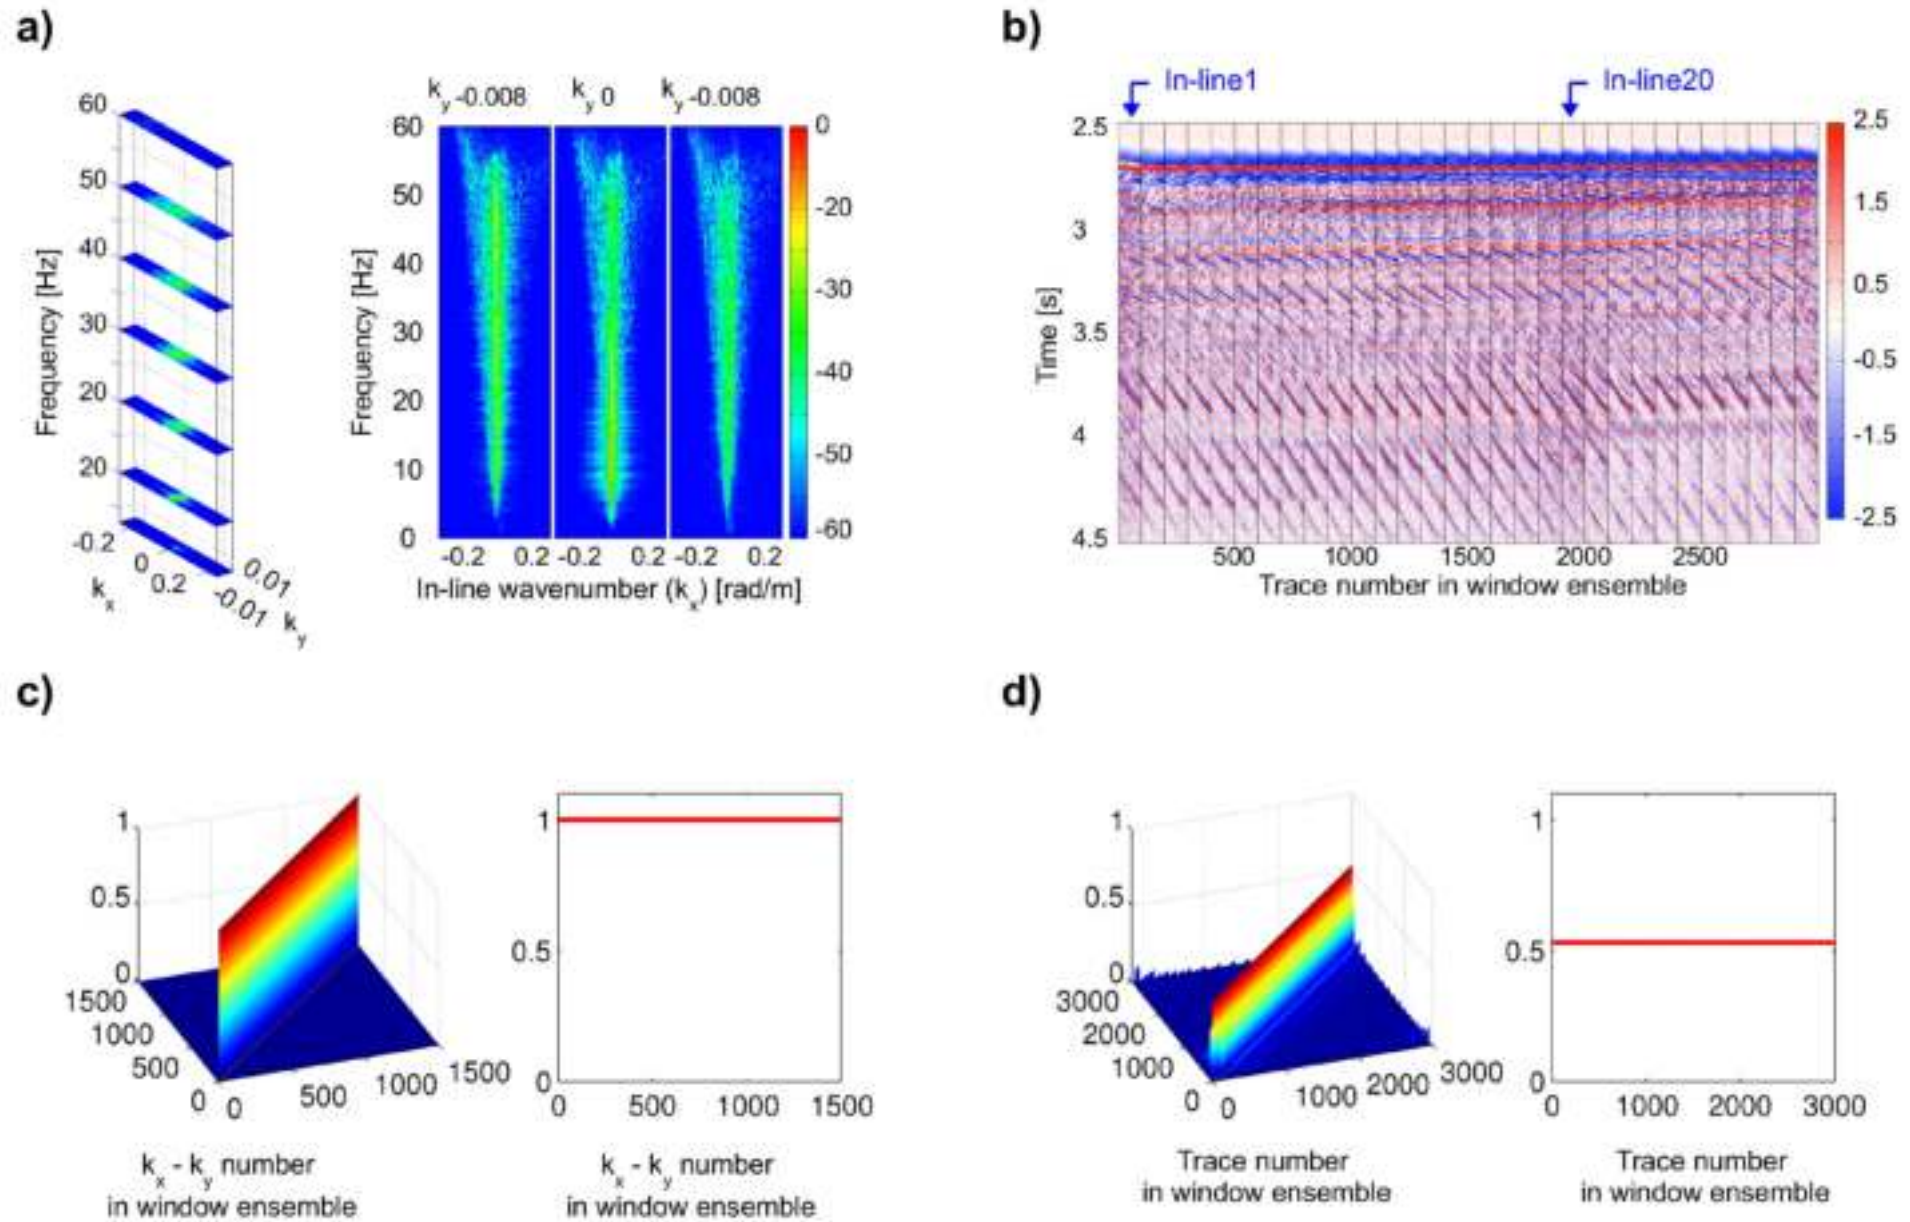 a)
60
50
40
30
20
20
Frequency [Hz]
-0.2
0
0.2
kx
0.01
-0.01
ky
ky -0.008
ky 0
ky -0.008
60
50
40
30
20
10
0
Frequency [Hz]
-0.2 0.2 -0.2 0.2 -0.2 0.2
In-line wavenumber (kx) [rad/m]
0
-20
-30
-40
-50
-60
b)
In-line1
In-line20
2.5
3
3.5
4
4.5
Time [s]
500 1000 1500 2000 2500
Trace number in window ensemble
2.5
1.5
0.5
-0.5
-1.5
-2.5
c)
1
0.5
0
1500
1000
500
0
0 500 1000 1500
kx - ky number
in window ensemble
1
0.5
0
0 500 1000 1500
kx - ky number
in window ensemble
d)
1
0.5
0
3000
2000
1000
0
0 1000 2000 3000
Trace number
in window ensemble
1
0.5
0
0 1000 2000 3000
Trace number
in window ensemble